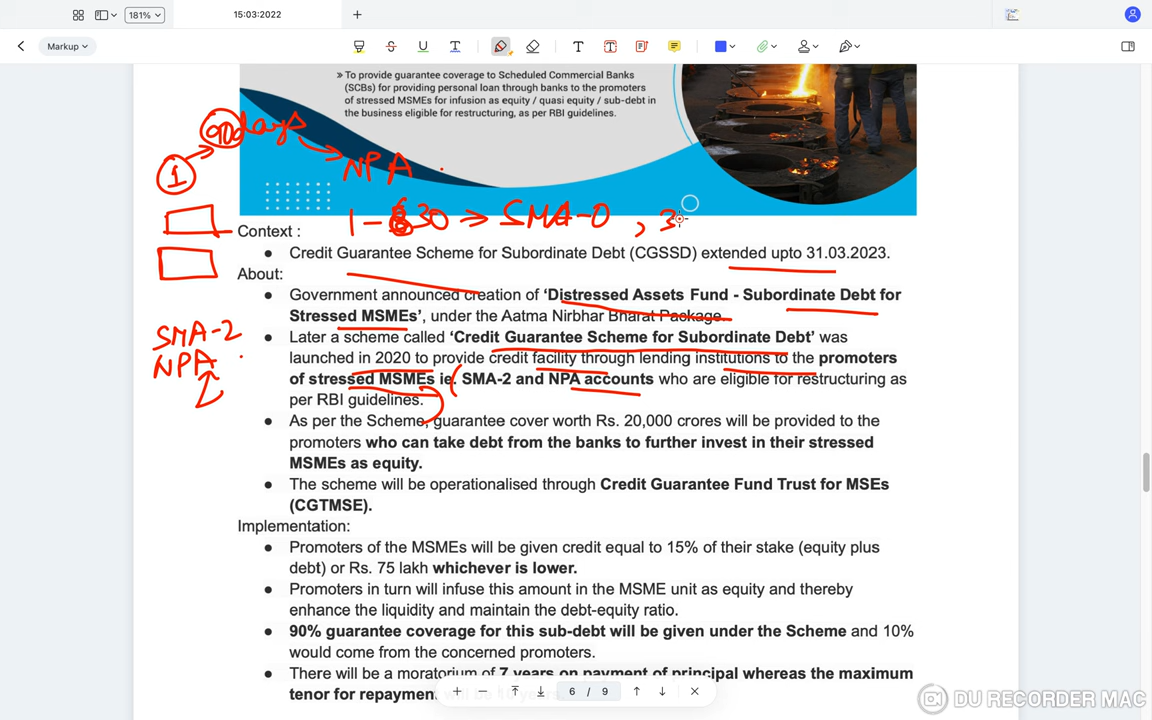 181%
15:03:2022
Markup
» To provide guarantee coverage to Scheduled Commercial Banks
(SCBs) for providing personal loan through banks to the promoters
of stressed MSMEs for infusion as equity / quasi equity / sub-debt in
the business eligible for restructuring, as per RBI guidelines.
90 days
1
NPA
1 - 30 ⇒ SMA-0 , 3
Context :
● Credit Guarantee Scheme for Subordinate Debt (CGSSD) extended upto 31.03.2023.
About:
● Government announced creation of ‘Distressed Assets Fund - Subordinate Debt for
Stressed MSMEs’, under the Aatma Nirbhar Bharat Package.
SMA-2
NPA
● Later a scheme called ‘Credit Guarantee Scheme for Subordinate Debt’ was
launched in 2020 to provide credit facility through lending institutions to the promoters
of stressed MSMEs ie. SMA-2 and NPA accounts who are eligible for restructuring as
per RBI guidelines.
● As per the Scheme, guarantee cover worth Rs. 20,000 crores will be provided to the
promoters who can take debt from the banks to further invest in their stressed
MSMEs as equity.
● The scheme will be operationalised through Credit Guarantee Fund Trust for MSEs
(CGTMSE).
Implementation:
● Promoters of the MSMEs will be given credit equal to 15% of their stake (equity plus
debt) or Rs. 75 lakh whichever is lower.
● Promoters in turn will infuse this amount in the MSME unit as equity and thereby
enhance the liquidity and maintain the debt-equity ratio.
● 90% guarantee coverage for this sub-debt will be given under the Scheme and 10%
would come from the concerned promoters.
● There will be a moratorium of 7 years on payment of principal whereas the maximum
tenor for repayment
6 / 9
DU RECORDER MAC